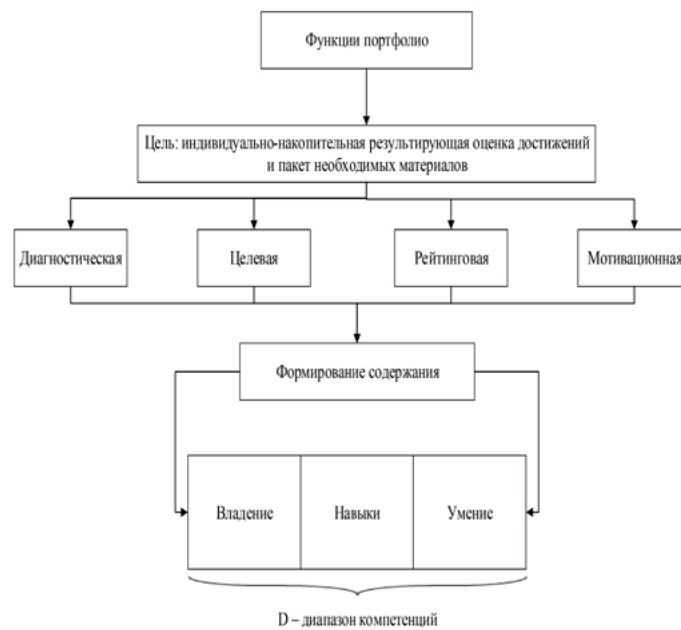 Функции портфолио
Цель: индивидуально-накопительная результирующая оценка достижений
и пакет необходимых материалов
Диагностическая
Целевая
Рейтинговая
Мотивационная
Формирование содержания
Владение
Навыки
Умение
D – диапазон компетенций